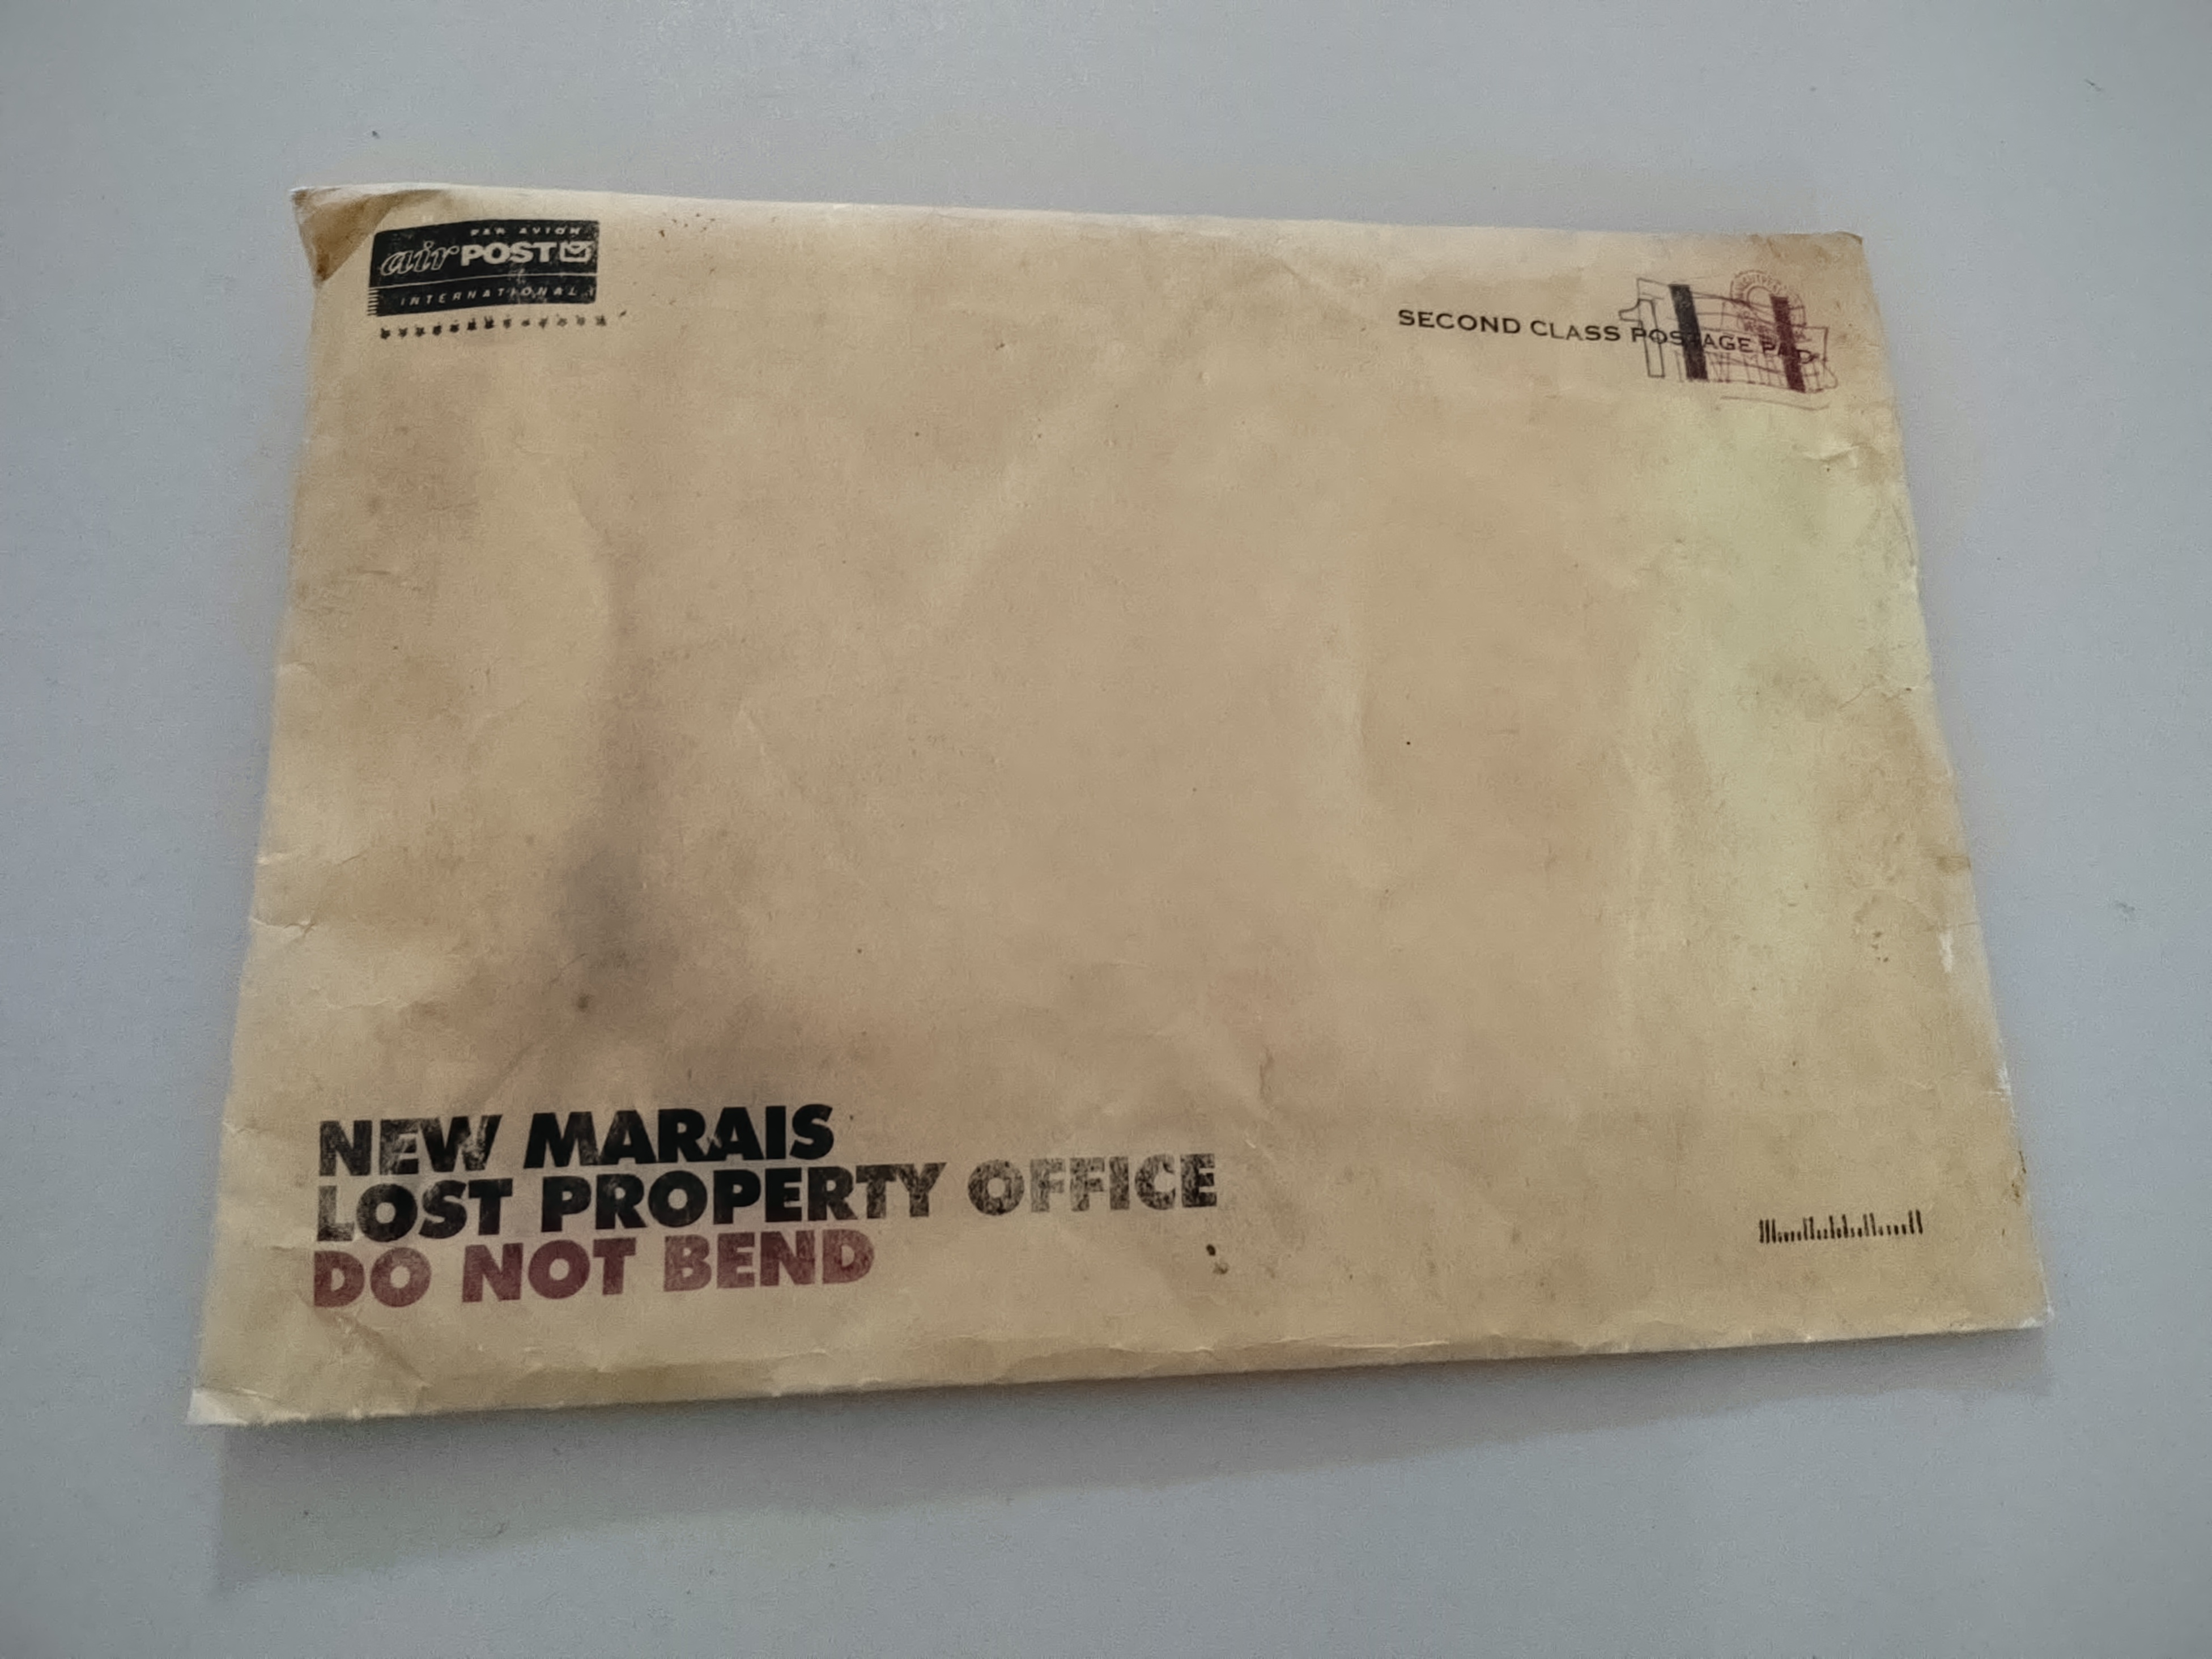 PAR AVION
air POST
INTERNATIONAL
SECOND CLASS POSTAGE PAID
NEW MARAIS
LOST PROPERTY OFFICE
DO NOT BEND